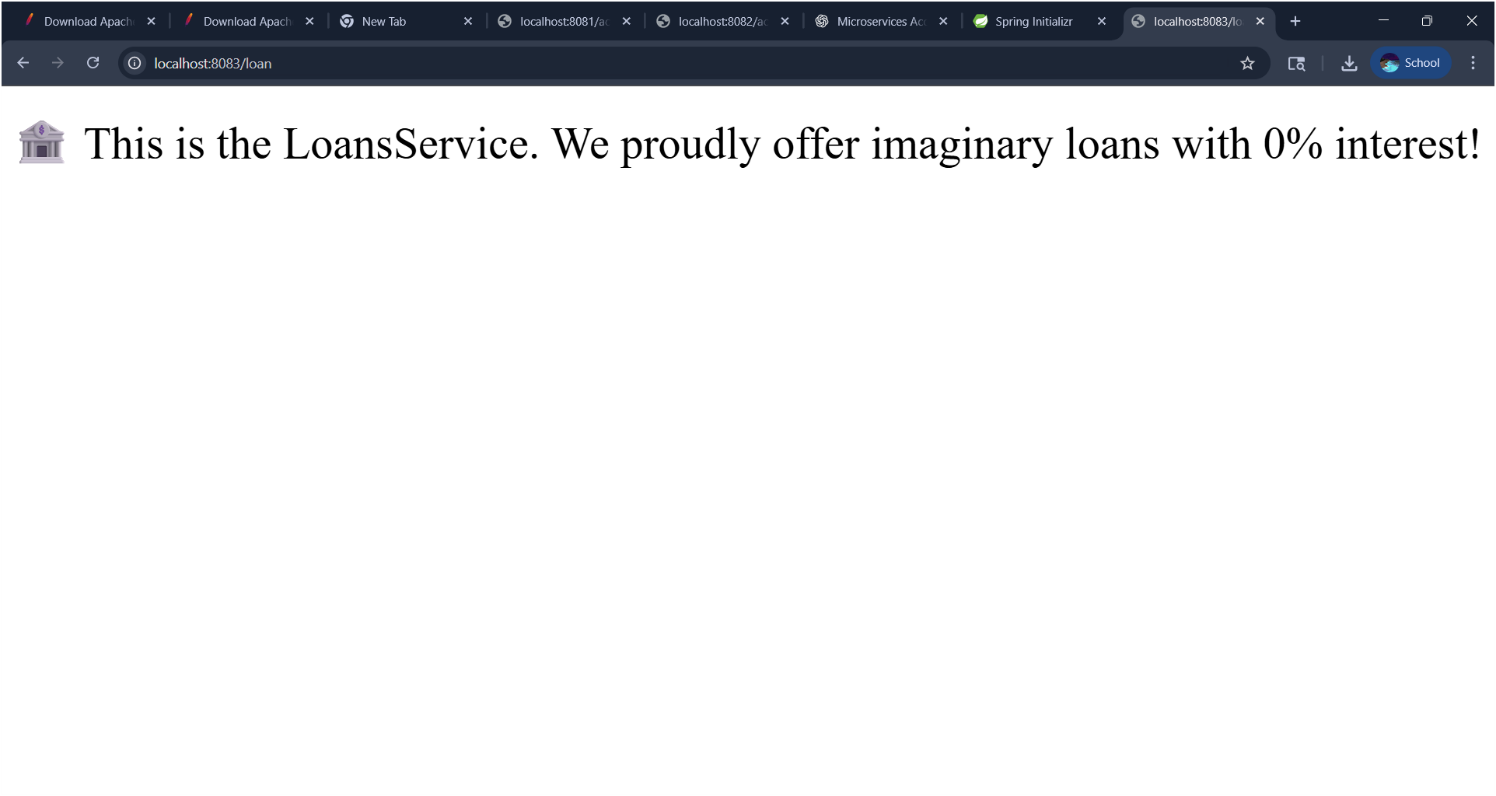 Download Apach
Download Apach
New Tab
localhost:8081/ac
localhost:8082/ac
Microservices Acc
Spring Initializr
localhost:8083/lo
localhost:8083/loan
School
🏦 This is the LoansService. We proudly offer imaginary loans with 0% interest!